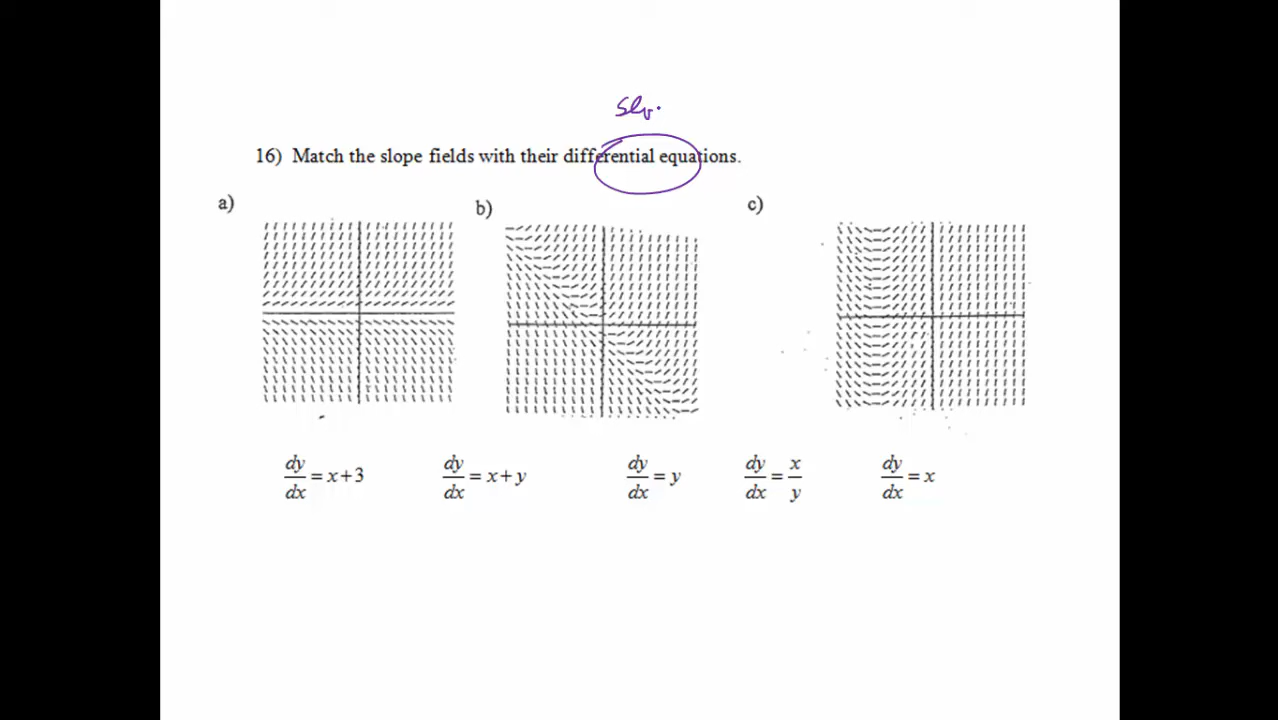 16) Match the slope fields with their differential equations.
a) b) c)
dy/dx = x + 3 dy/dx = x + y dy/dx = y dy/dx = x/y dy/dx = x